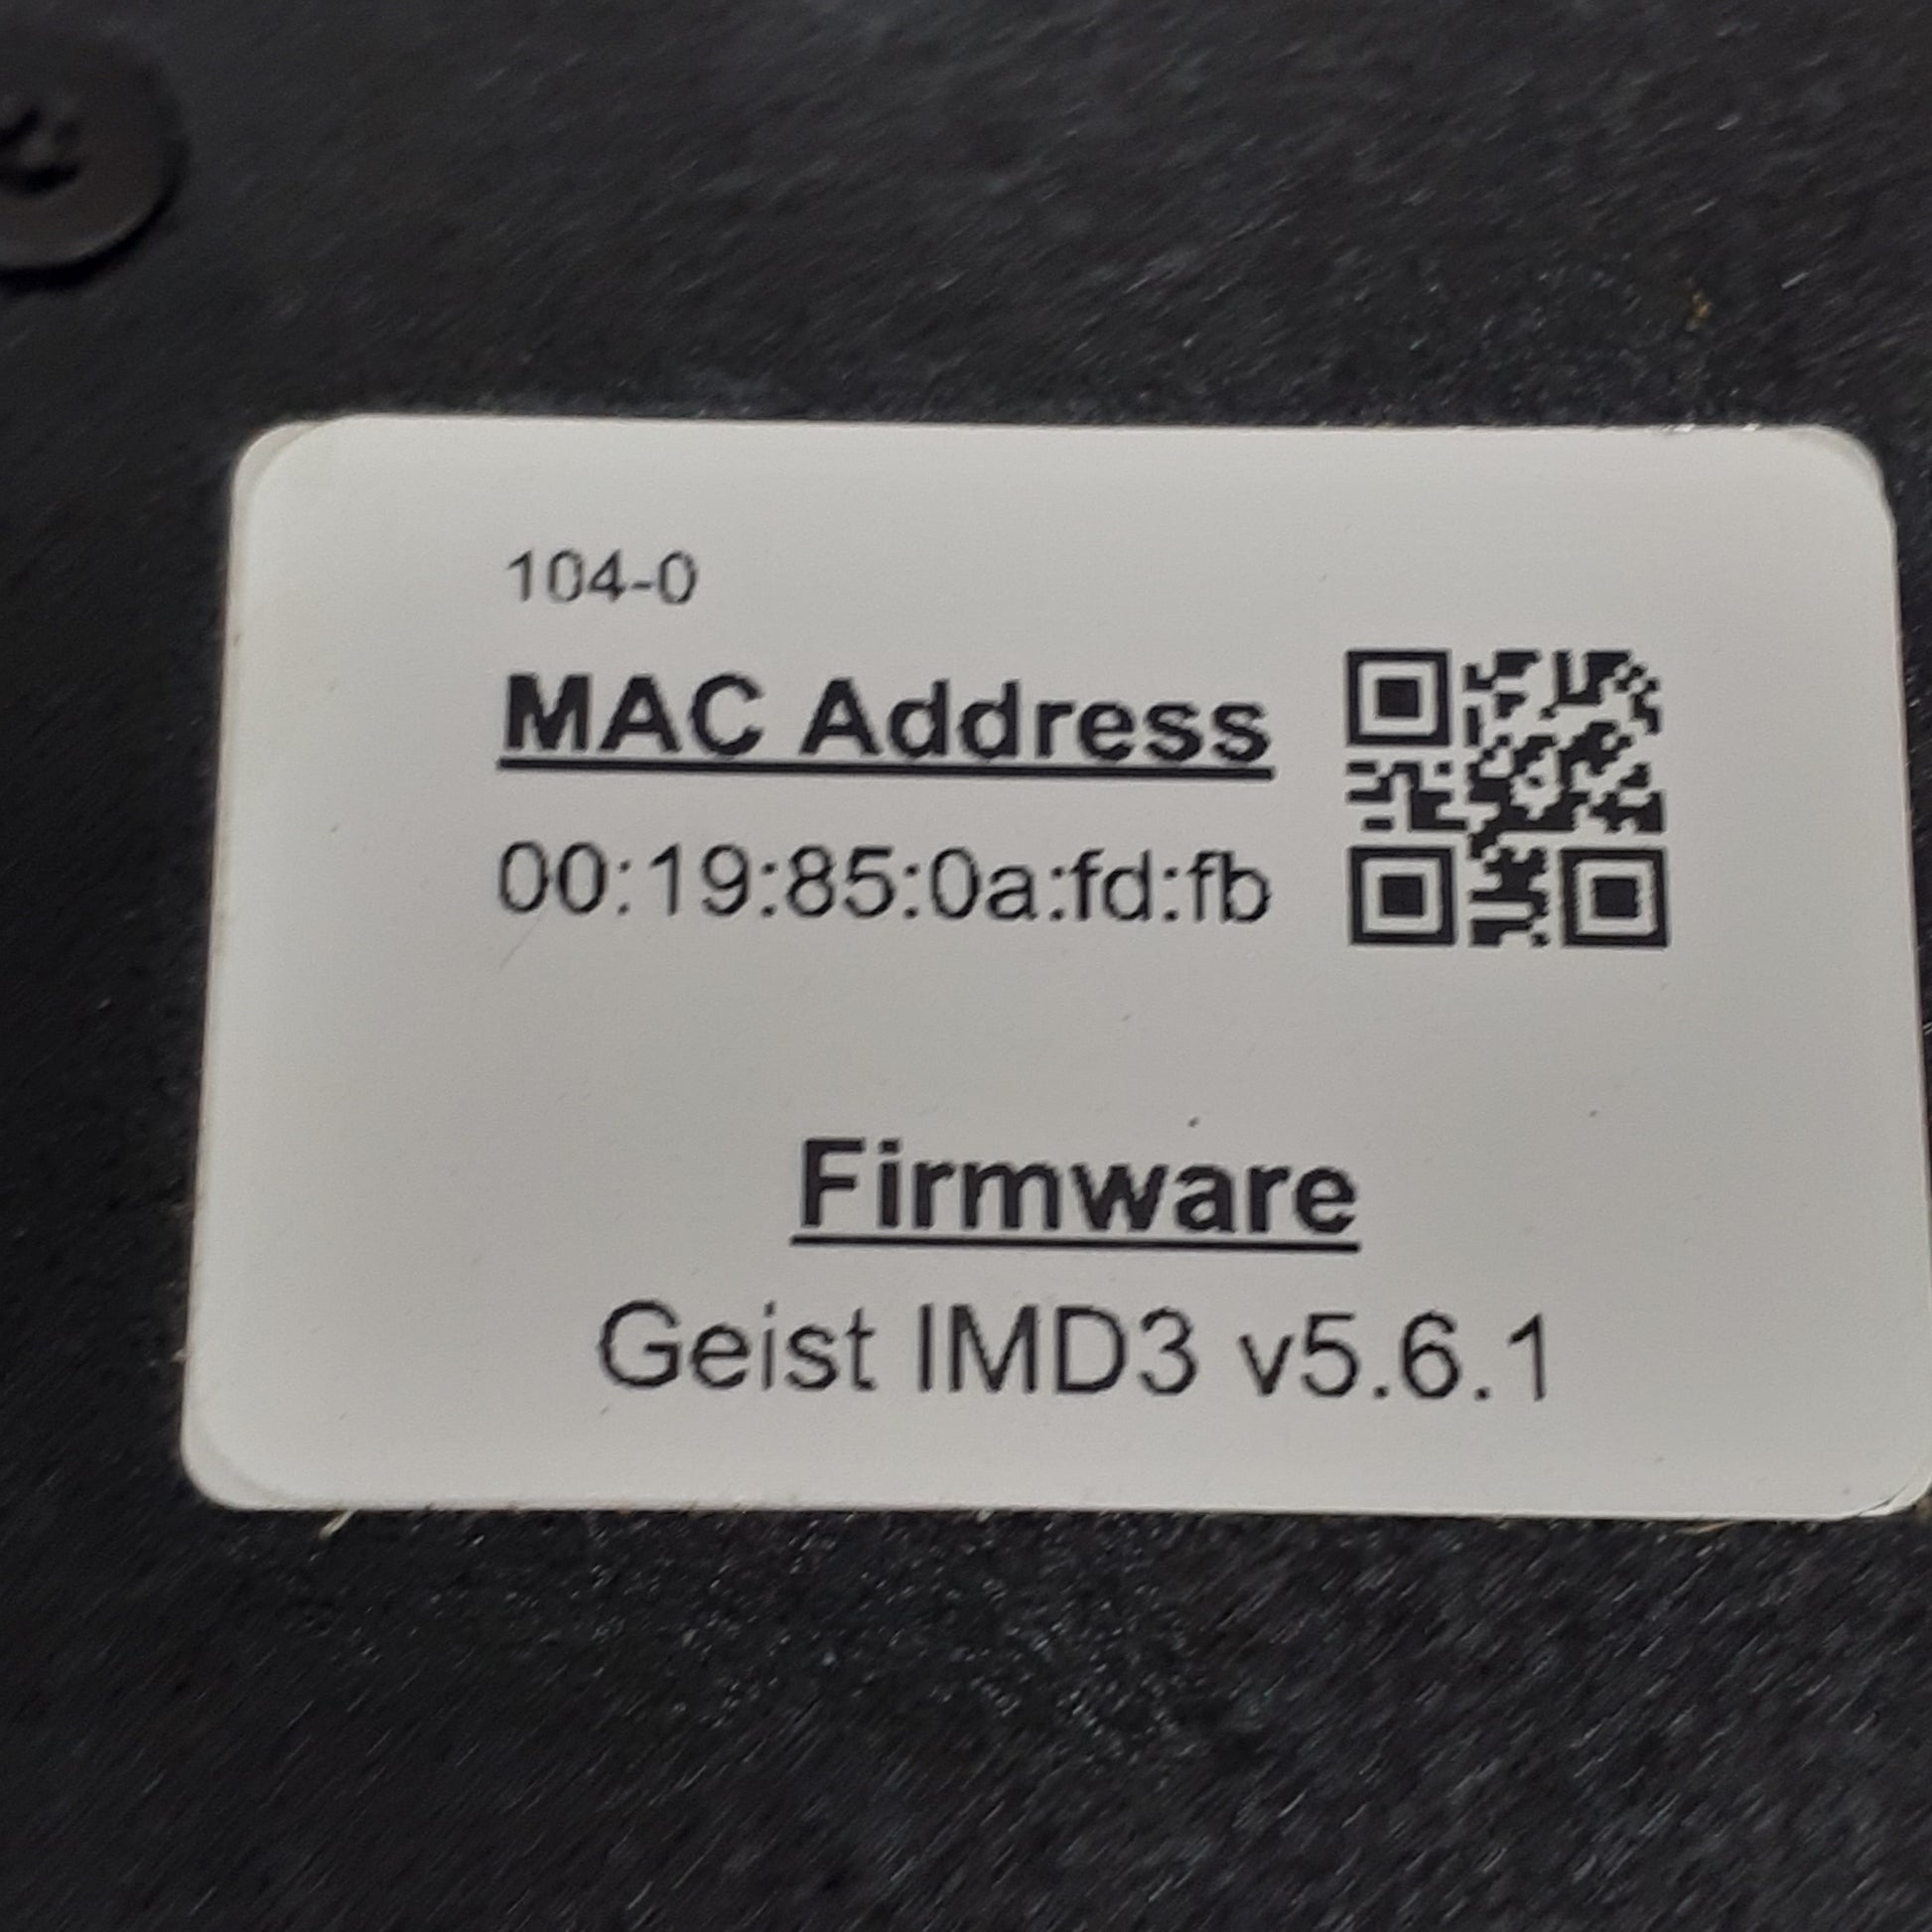 104-0
MAC Address
00:19:85:0a:fd:fb
Firmware
Geist IMD3 v5.6.1